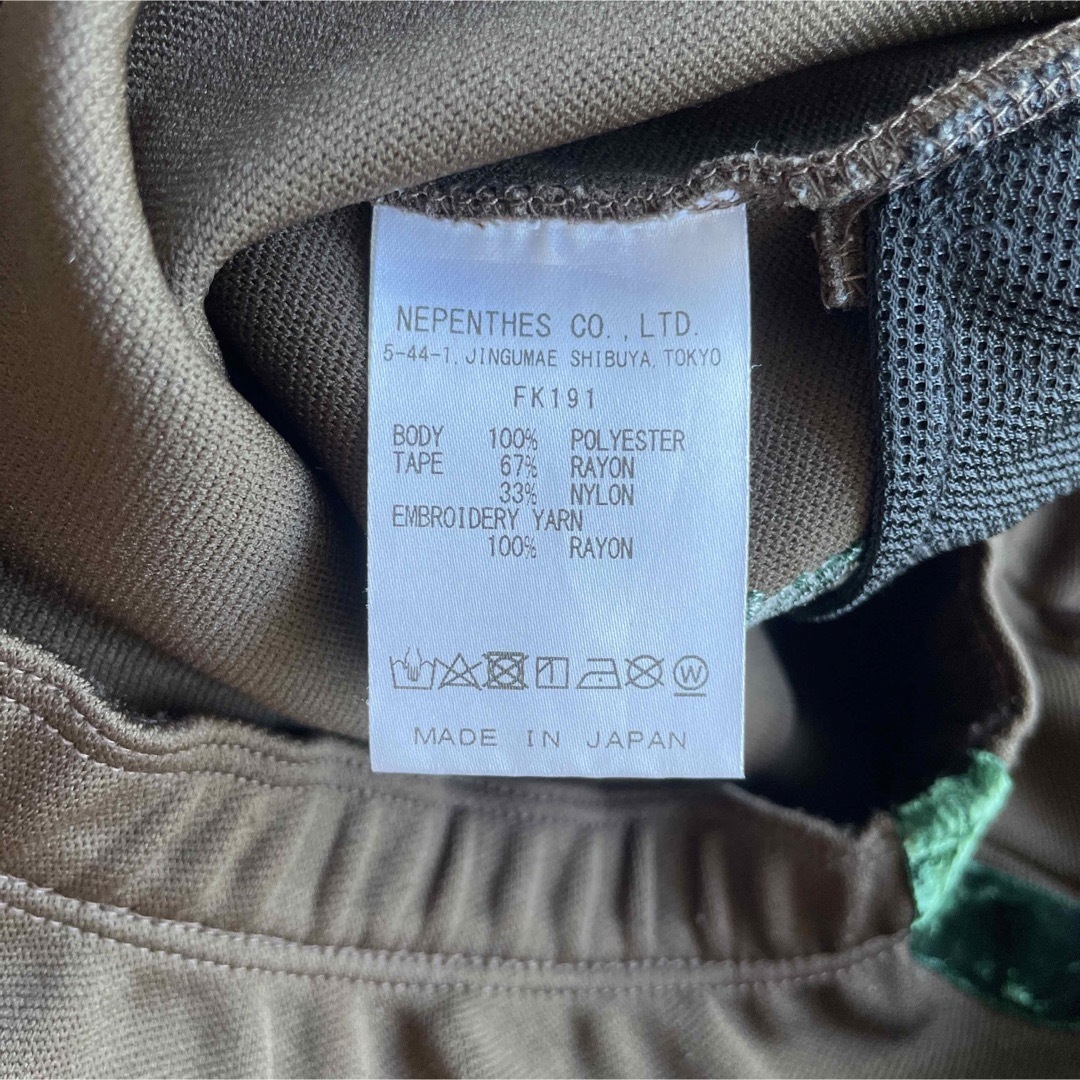 NEPENTHES CO.,LTD.
5-44-1,JINGUMAE SHIBUYA,TOKYO
FK191
BODY 100% POLYESTER
TAPE 67% RAYON
33% NYLON
EMBROIDERY YARN
100% RAYON
W
MADE IN JAPAN